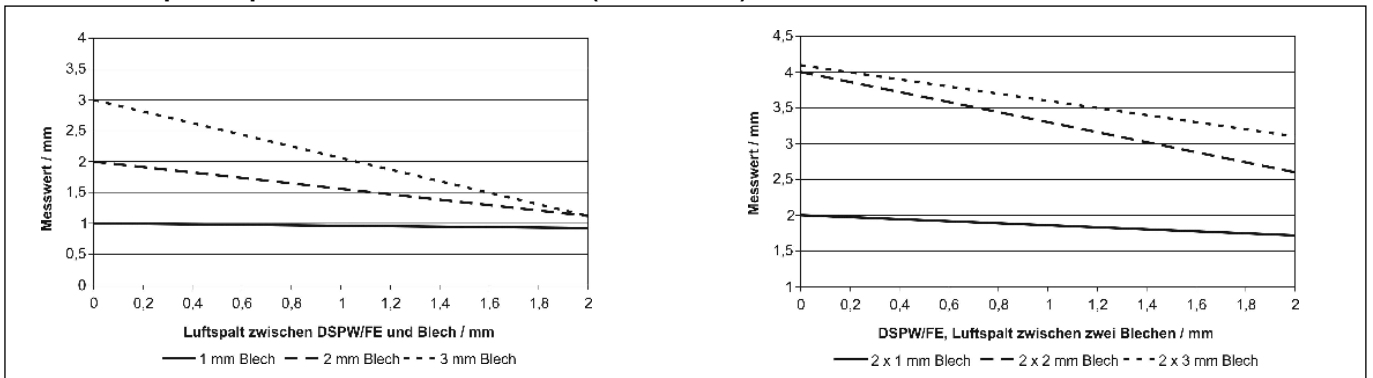 4
3,5
3
2,5
2
1,5
1
0,5
0
Messwert / mm
0 0,2 0,4 0,6 0,8 1 1,2 1,4 1,6 1,8 2
Luftspalt zwischen DSPW/FE und Blech / mm
1 mm Blech 2 mm Blech 3 mm Blech
4,5
4
3,5
3
2,5
2
1,5
1
Messwert / mm
0 0,2 0,4 0,6 0,8 1 1,2 1,4 1,6 1,8 2
DSPW/FE, Luftspalt zwischen zwei Blechen / mm
2 x 1 mm Blech 2 x 2 mm Blech 2 x 3 mm Blech